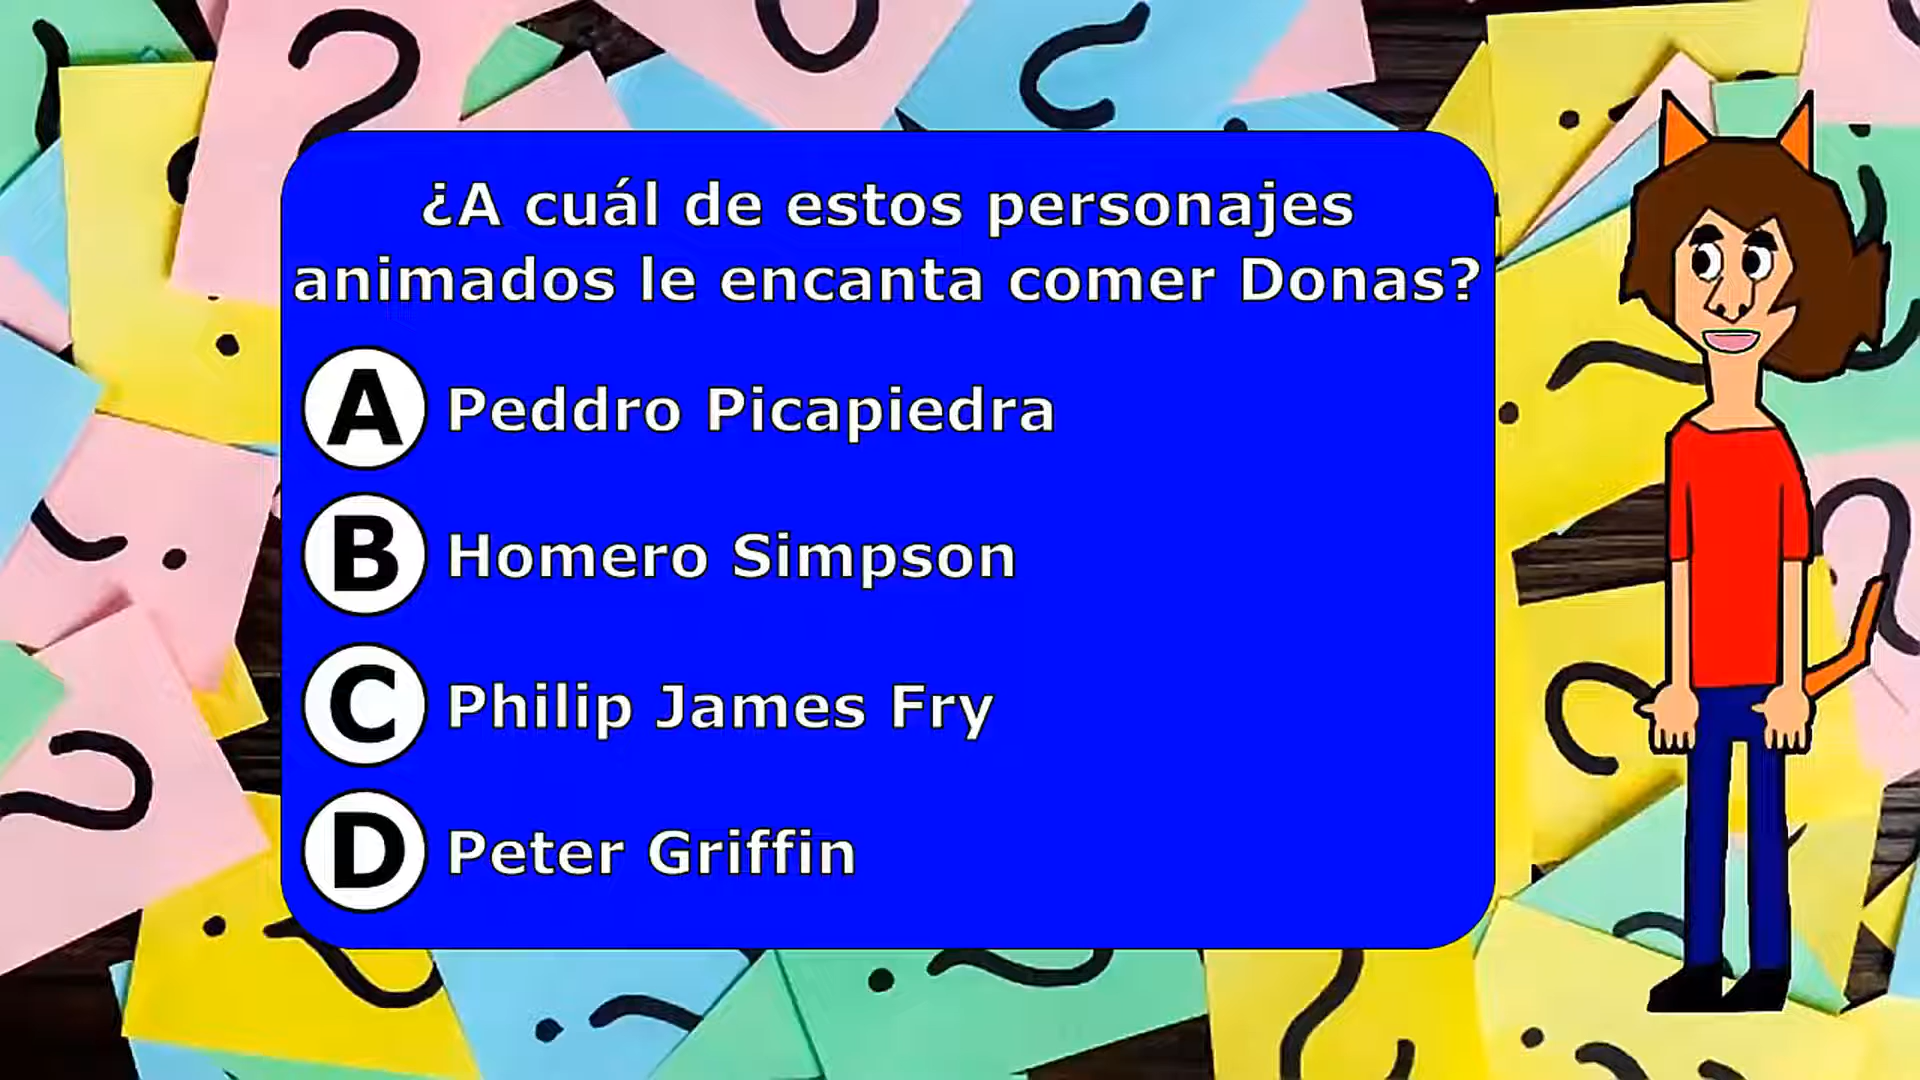 ¿A cuál de estos personajes
animados le encanta comer Donas?
A Peddro Picapiedra
B Homero Simpson
C Philip James Fry
D Peter Griffin